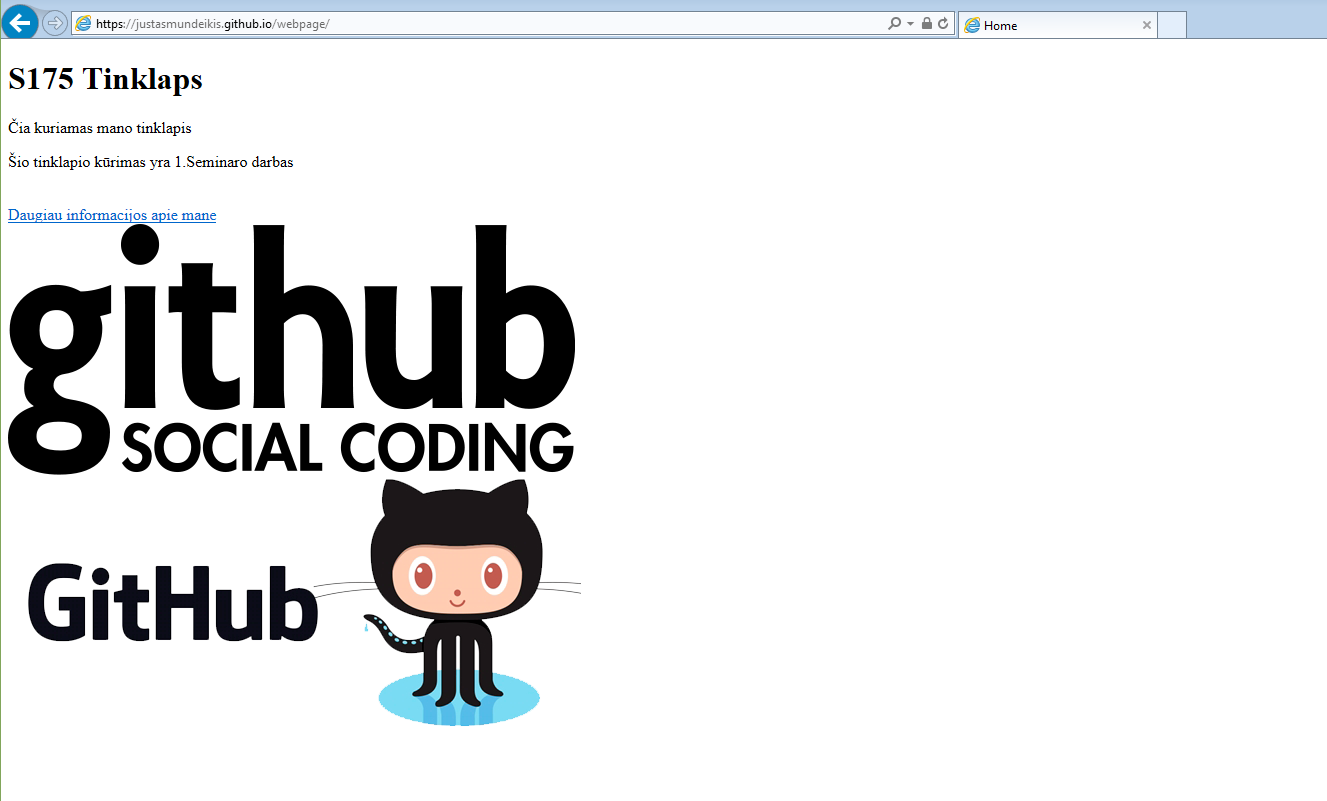 https://justasmundeikis.github.io/webpage/
Home
S175 Tinklaps
Čia kuriamas mano tinklapis
Šio tinklapio kūrimas yra 1.Seminaro darbas
Daugiau informacijos apie mane
github
SOCIAL CODING
GitHub